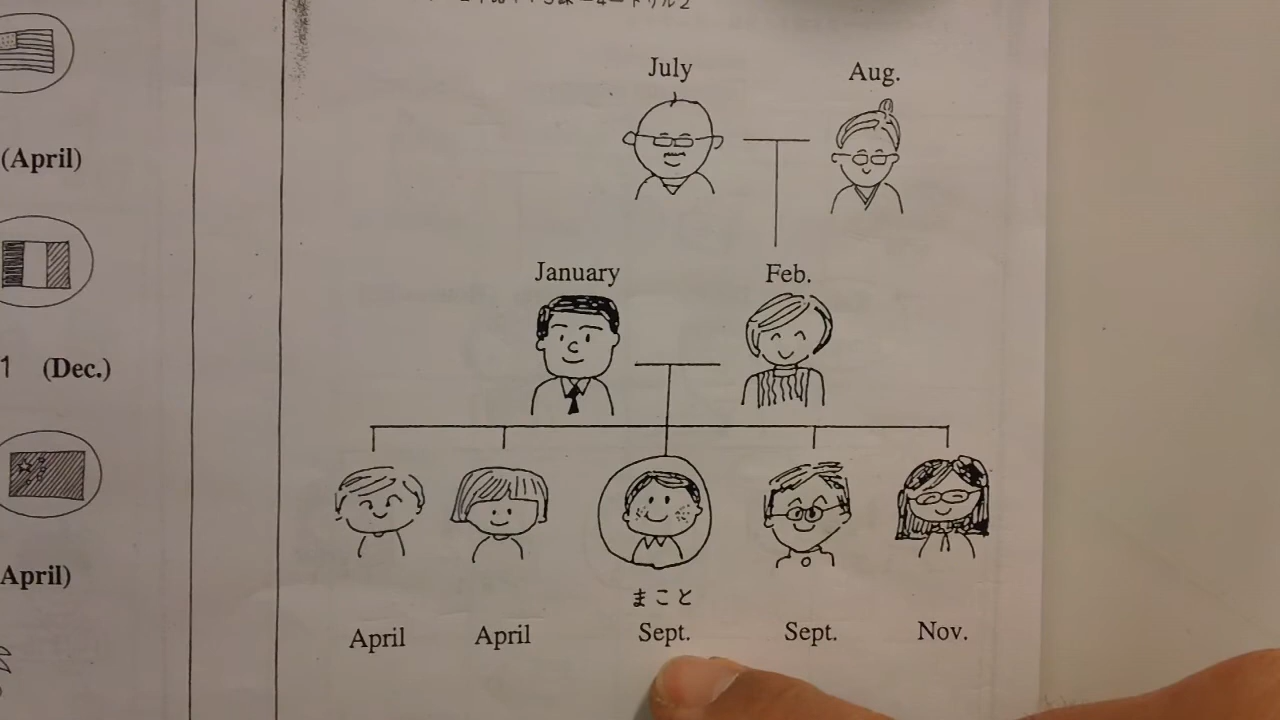 July Aug.
(April)
January Feb.
1 (Dec.)
April)
まこと
April April Sept. Sept. Nov.